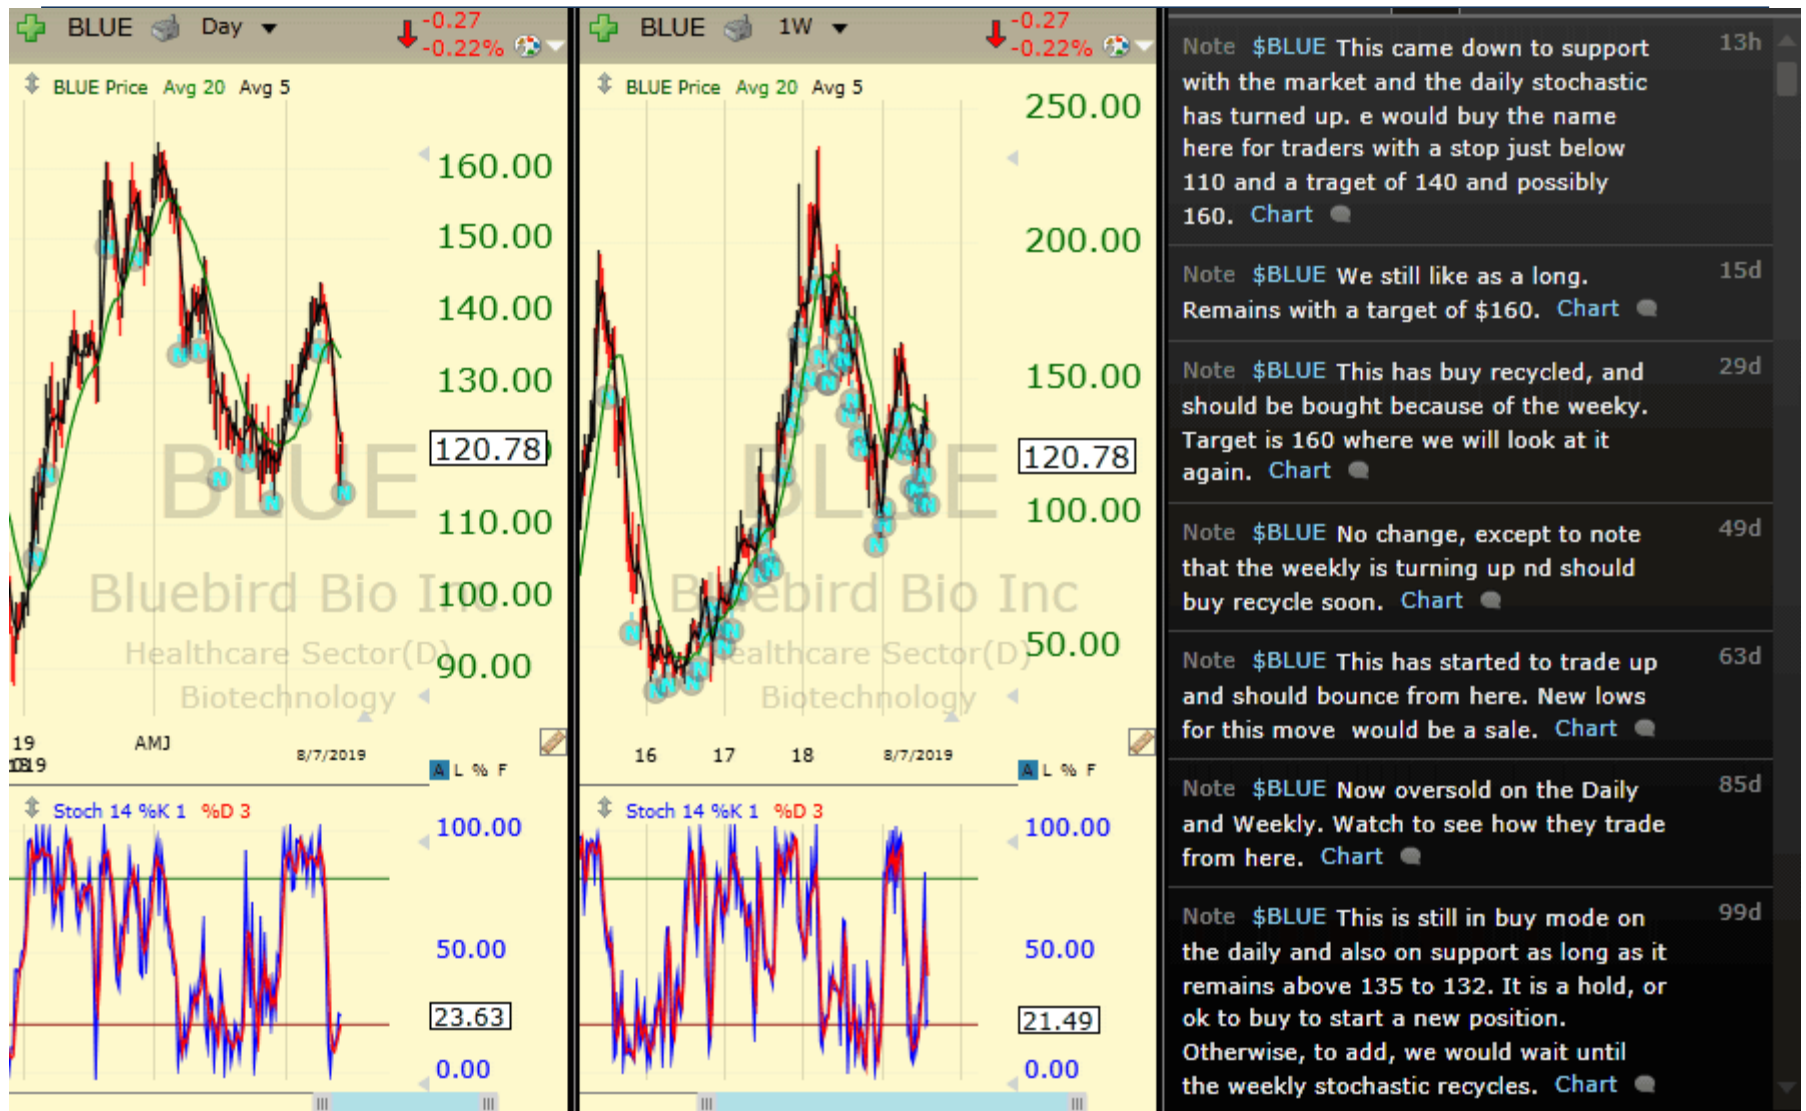 BLUE Day
-0.27
-0.22%
BLUE Price Avg 20 Avg 5
160.00
150.00
140.00
130.00
120.78
110.00
100.00
90.00
BLUE
Bluebird Bio Inc
Healthcare Sector(D)
Biotechnology
19 AMJ 8/7/2019
A L % F
Stoch 14 %K 1 %D 3
100.00
50.00
23.63
0.00
BLUE 1W
-0.27
-0.22%
BLUE Price Avg 20 Avg 5
250.00
200.00
150.00
120.78
100.00
50.00
BLUE
Bluebird Bio Inc
Healthcare Sector(D)
Biotechnology
16 17 18 8/7/2019
A L % F
Stoch 14 %K 1 %D 3
100.00
50.00
21.49
0.00
Note $BLUE This came down to support 13h
with the market and the daily stochastic
has turned up. e would buy the name
here for traders with a stop just below
110 and a traget of 140 and possibly
160. Chart
Note $BLUE We still like as a long. 15d
Remains with a target of $160. Chart
Note $BLUE This has buy recycled, and 29d
should be bought because of the weeky.
Target is 160 where we will look at it
again. Chart
Note $BLUE No change, except to note 49d
that the weekly is turning up nd should
buy recycle soon. Chart
Note $BLUE This has started to trade up 63d
and should bounce from here. New lows
for this move would be a sale. Chart
Note $BLUE Now oversold on the Daily 85d
and Weekly. Watch to see how they trade
from here. Chart
Note $BLUE This is still in buy mode on 99d
the daily and also on support as long as it
remains above 135 to 132. It is a hold, or
ok to buy to start a new position.
Otherwise, to add, we would wait until
the weekly stochastic recycles. Chart